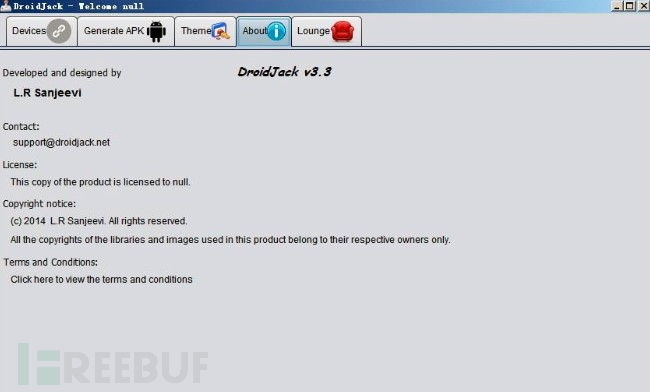 DroidJack - Welcome null
Devices Generate APK Theme About Lounge
Developed and designed by
DroidJack v3.3
L.R Sanjeevi
Contact:
support@droidjack.net
License:
This copy of the product is licensed to null.
Copyright notice:
(c) 2014 L.R Sanjeevi. All rights reserved.
All the copyrights of the libraries and images used in this product belong to their respective owners only.
Terms and Conditions:
Click here to view the terms and conditions
FREEBUF